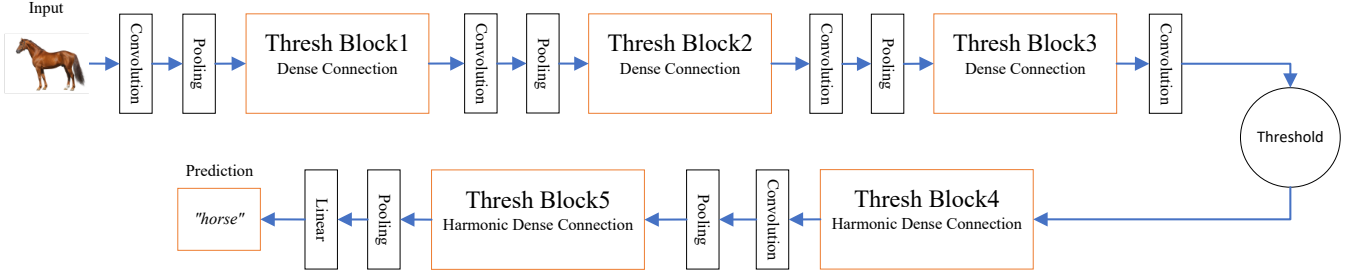 Input
Convolution
Pooling
Thresh Block1
Dense Connection
Convolution
Pooling
Thresh Block2
Dense Connection
Convolution
Pooling
Thresh Block3
Dense Connection
Convolution
Threshold
Thresh Block4
Harmonic Dense Connection
Convolution
Pooling
Thresh Block5
Harmonic Dense Connection
Pooling
Linear
Prediction
"horse"